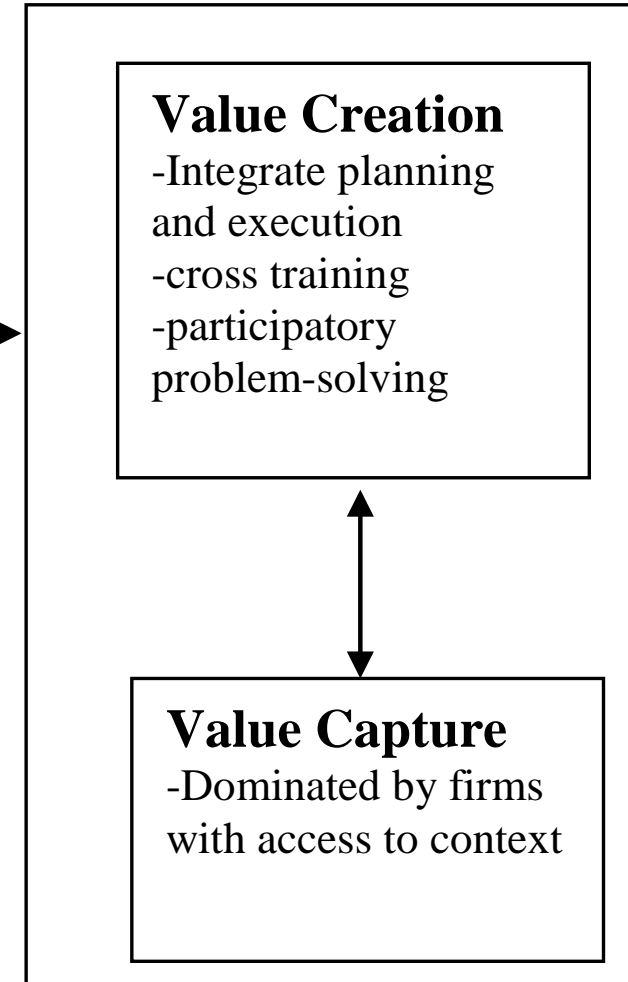 Value Creation
-Integrate planning
and execution
-cross training
-participatory
problem-solving
Value Capture
-Dominated by firms
with access to context